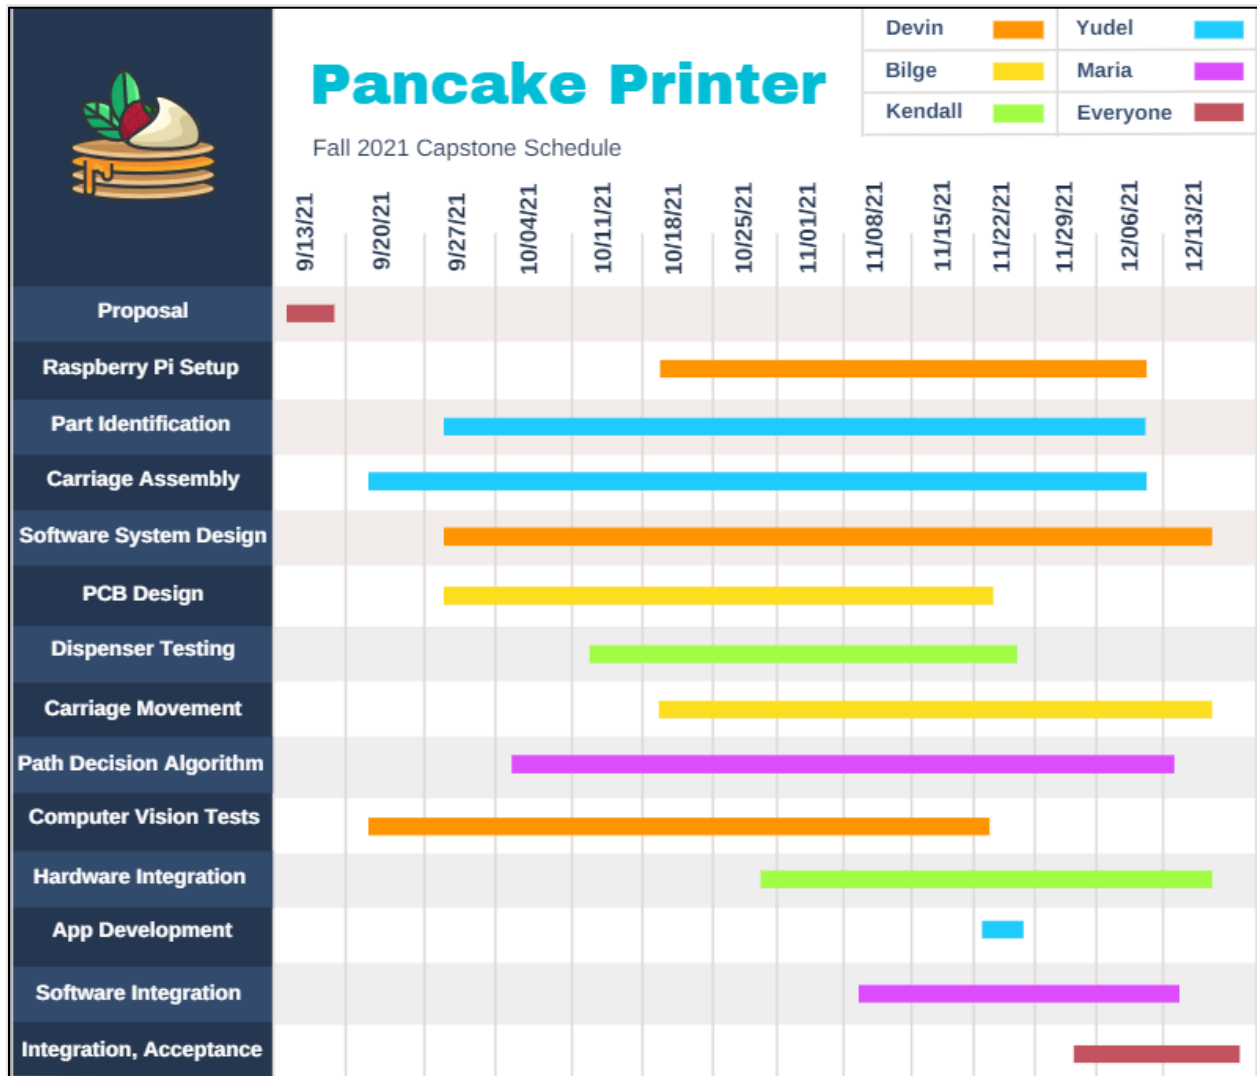 Devin
Yudel
Bilge
Maria
Kendall
Everyone
Pancake Printer
Fall 2021 Capstone Schedule
9/13/21
9/20/21
9/27/21
10/04/21
10/11/21
10/18/21
10/25/21
11/01/21
11/08/21
11/15/21
11/22/21
11/29/21
12/06/21
12/13/21
Proposal
Raspberry Pi Setup
Part Identification
Carriage Assembly
Software System Design
PCB Design
Dispenser Testing
Carriage Movement
Path Decision Algorithm
Computer Vision Tests
Hardware Integration
App Development
Software Integration
Integration, Acceptance